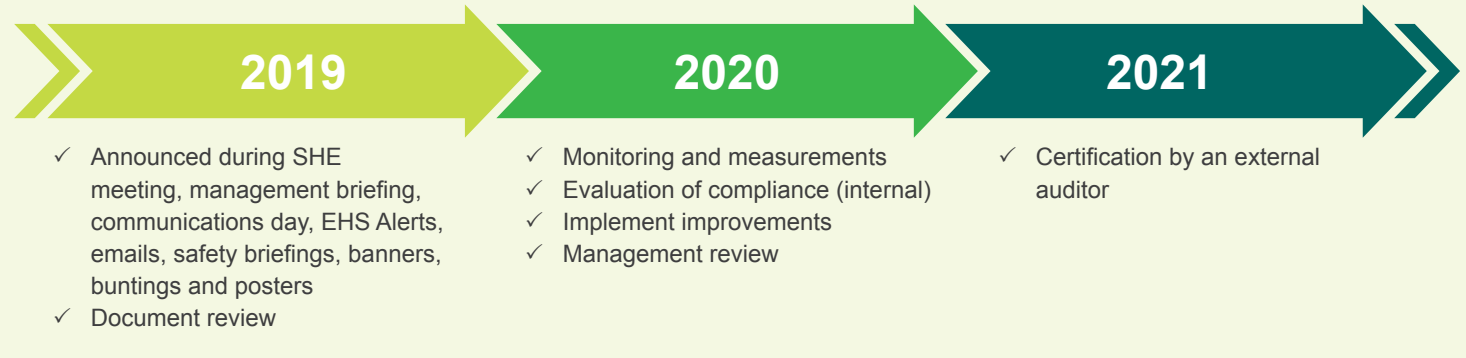 2019
✓ Announced during SHE
meeting, management briefing,
communications day, EHS Alerts,
emails, safety briefings, banners,
buntings and posters
✓ Document review
2020
✓ Monitoring and measurements
✓ Evaluation of compliance (internal)
✓ Implement improvements
✓ Management review
2021
✓ Certification by an external
auditor